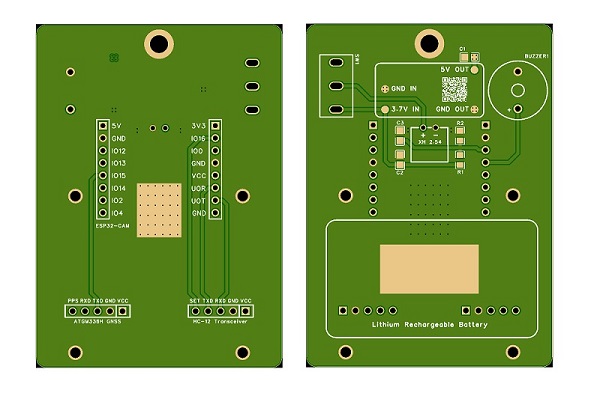 5V
GND
IO12
IO13
IO15
IO14
IO2
IO4
ESP32-CAM
3V3
IO16
IO0
GND
VCC
UOR
UOT
GND
PPS RXD TXD GND VCC
ATGM336H GNSS
SET TXD RXD GND VCC
HC-12 Transceiver
SW1
C1
BUZZER1
5V OUT
GND IN
3-7V IN
GND OUT
+
C3
R2
+ -
XH 2.54
C2
R1
Lithium Rechargeable Battery